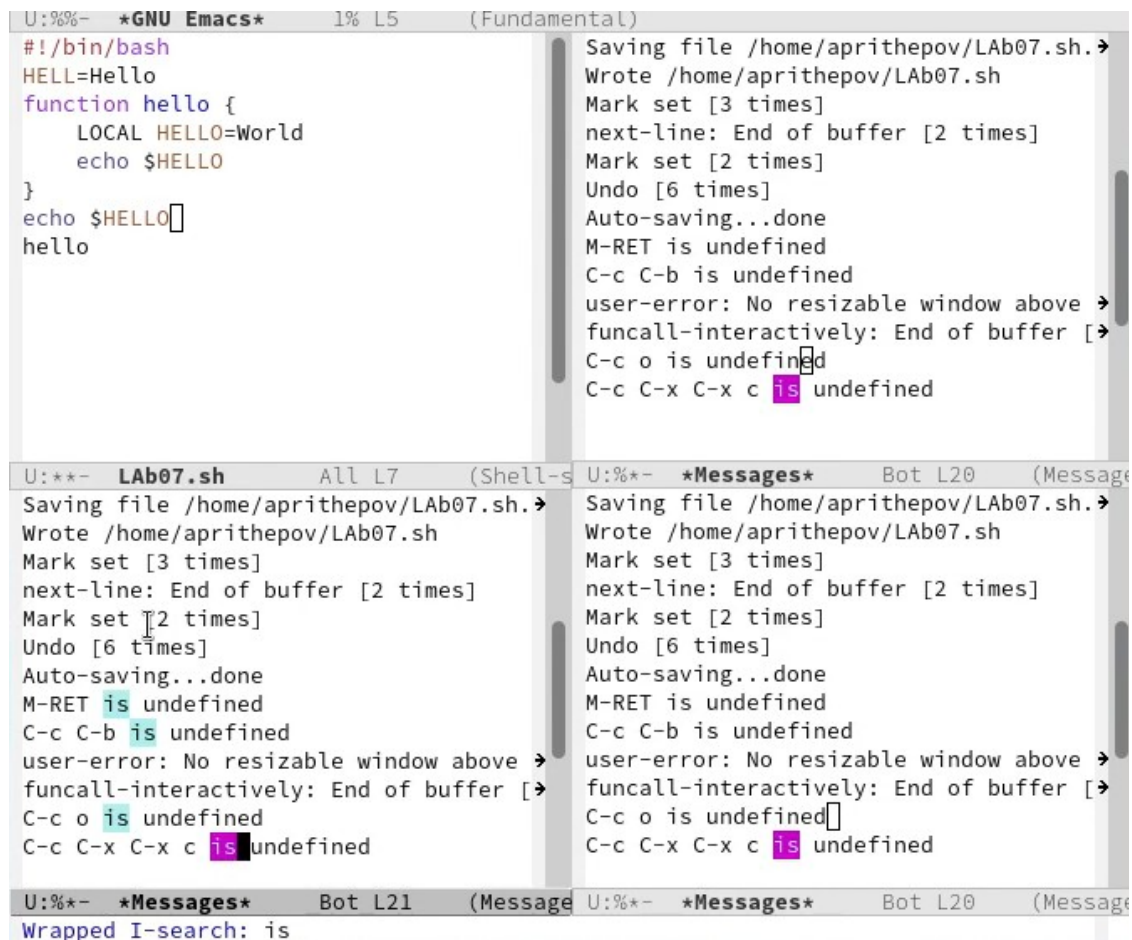 U:%%-  *GNU Emacs*     1% L5     (Fundamental)
#!/bin/bash
HELL=Hello
function hello {
    LOCAL HELLO=World
    echo $HELLO
}
echo $HELLO
hello
U:**-  LAb07.sh       All L7     (Shell-s
Saving file /home/aprithepov/LAb07.sh.
Wrote /home/aprithepov/LAb07.sh
Mark set [3 times]
next-line: End of buffer [2 times]
Mark set [2 times]
Undo [6 times]
Auto-saving...done
M-RET is undefined
C-c C-b is undefined
user-error: No resizable window above
funcall-interactively: End of buffer [
C-c o is undefined
C-c C-x C-x c is undefined
U:%*-  *Messages*     Bot L20    (Message
Saving file /home/aprithepov/LAb07.sh.
Wrote /home/aprithepov/LAb07.sh
Mark set [3 times]
next-line: End of buffer [2 times]
Mark set [2 times]
Undo [6 times]
Auto-saving...done
M-RET is undefined
C-c C-b is undefined
user-error: No resizable window above
funcall-interactively: End of buffer [
C-c o is undefined
C-c C-x C-x c is undefined
U:%*-  *Messages*     Bot L21    (Message
Saving file /home/aprithepov/LAb07.sh.
Wrote /home/aprithepov/LAb07.sh
Mark set [3 times]
next-line: End of buffer [2 times]
Mark set [2 times]
Undo [6 times]
Auto-saving...done
M-RET is undefined
C-c C-b is undefined
user-error: No resizable window above
funcall-interactively: End of buffer [
C-c o is undefined
C-c C-x C-x c is undefined
U:%*-  *Messages*     Bot L20    (Message
Wrapped I-search: is